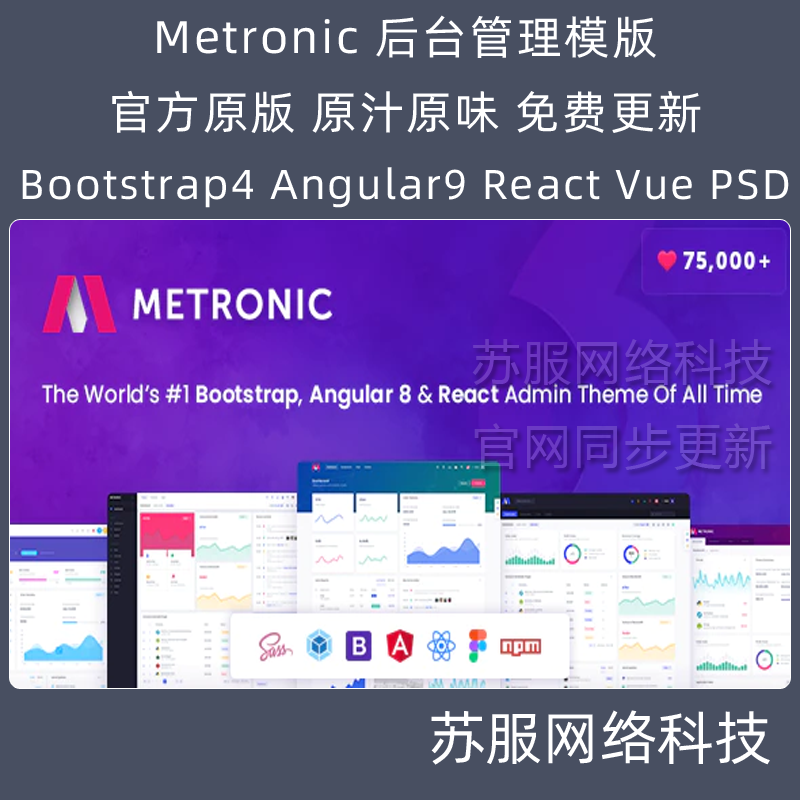 Metronic 后台管理模版
官方原版 原汁原味 免费更新
Bootstrap4 Angular9 React Vue PSD
75,000+
METRONIC
苏服网络科技
The World's #1 Bootstrap, Angular 8 & React Admin Theme Of All Time
官网同步更新
Sass
B
A
npm
苏服网络科技